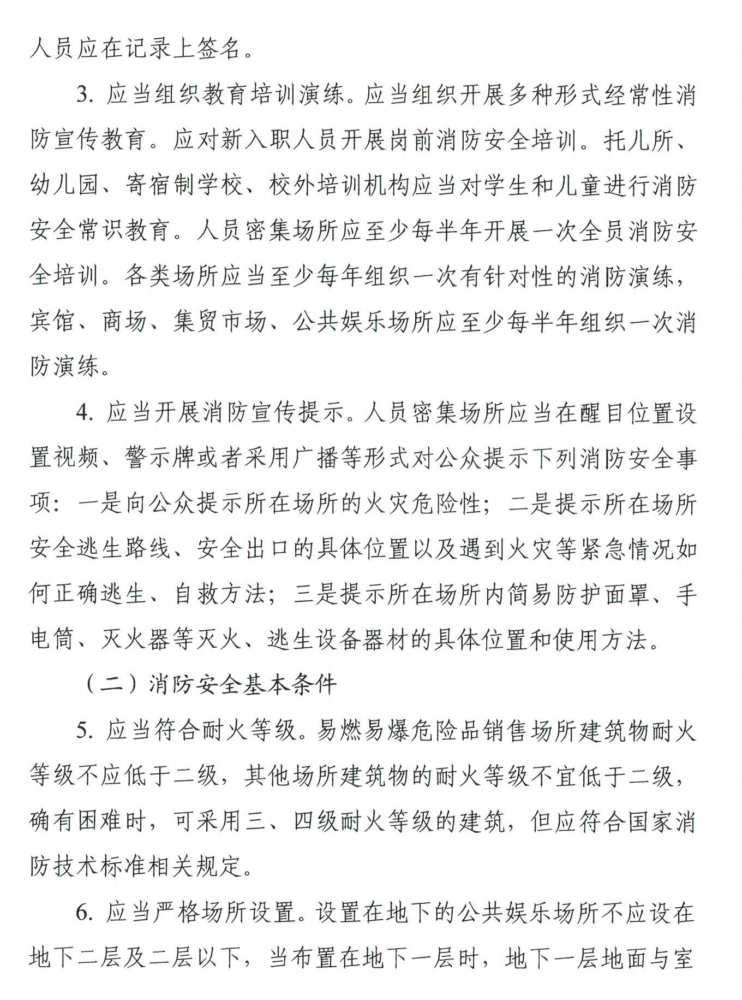 人员应在记录上签名。
3. 应当组织教育培训演练。应当组织开展多种形式经常性消
防宣传教育。应对新入职人员开展岗前消防安全培训。托儿所、
幼儿园、寄宿制学校、校外培训机构应当对学生和儿童进行消防
安全常识教育。人员密集场所应至少每半年开展一次全员消防安
全培训。各类场所应当至少每年组织一次有针对性的消防演练，
宾馆、商场、集贸市场、公共娱乐场所应至少每半年组织一次消
防演练。
4. 应当开展消防宣传提示。人员密集场所应当在醒目位置设
置视频、警示牌或者采用广播等形式对公众提示下列消防安全事
项：一是向公众提示所在场所的火灾危险性；二是提示所在场所
安全逃生路线、安全出口的具体位置以及遇到火灾等紧急情况如
何正确逃生、自救方法；三是提示所在场所内简易防护面罩、手
电筒、灭火器等灭火、逃生设备器材的具体位置和使用方法。
（二）消防安全基本条件
5. 应当符合耐火等级。易燃易爆危险品销售场所建筑物耐火
等级不应低于二级，其他场所建筑物的耐火等级不宜低于二级，
确有困难时，可采用三、四级耐火等级的建筑，但应符合国家消
防技术标准相关规定。
6. 应当严格场所设置。设置在地下的公共娱乐场所不应设在
地下二层及二层以下，当布置在地下一层时，地下一层地面与室